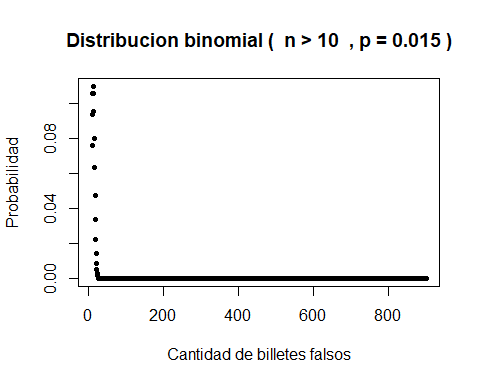 Distribucion binomial (  n > 10  , p = 0.015 )
Probabilidad
0.08
0.04
0.00
0
200
400
600
800
Cantidad de billetes falsos